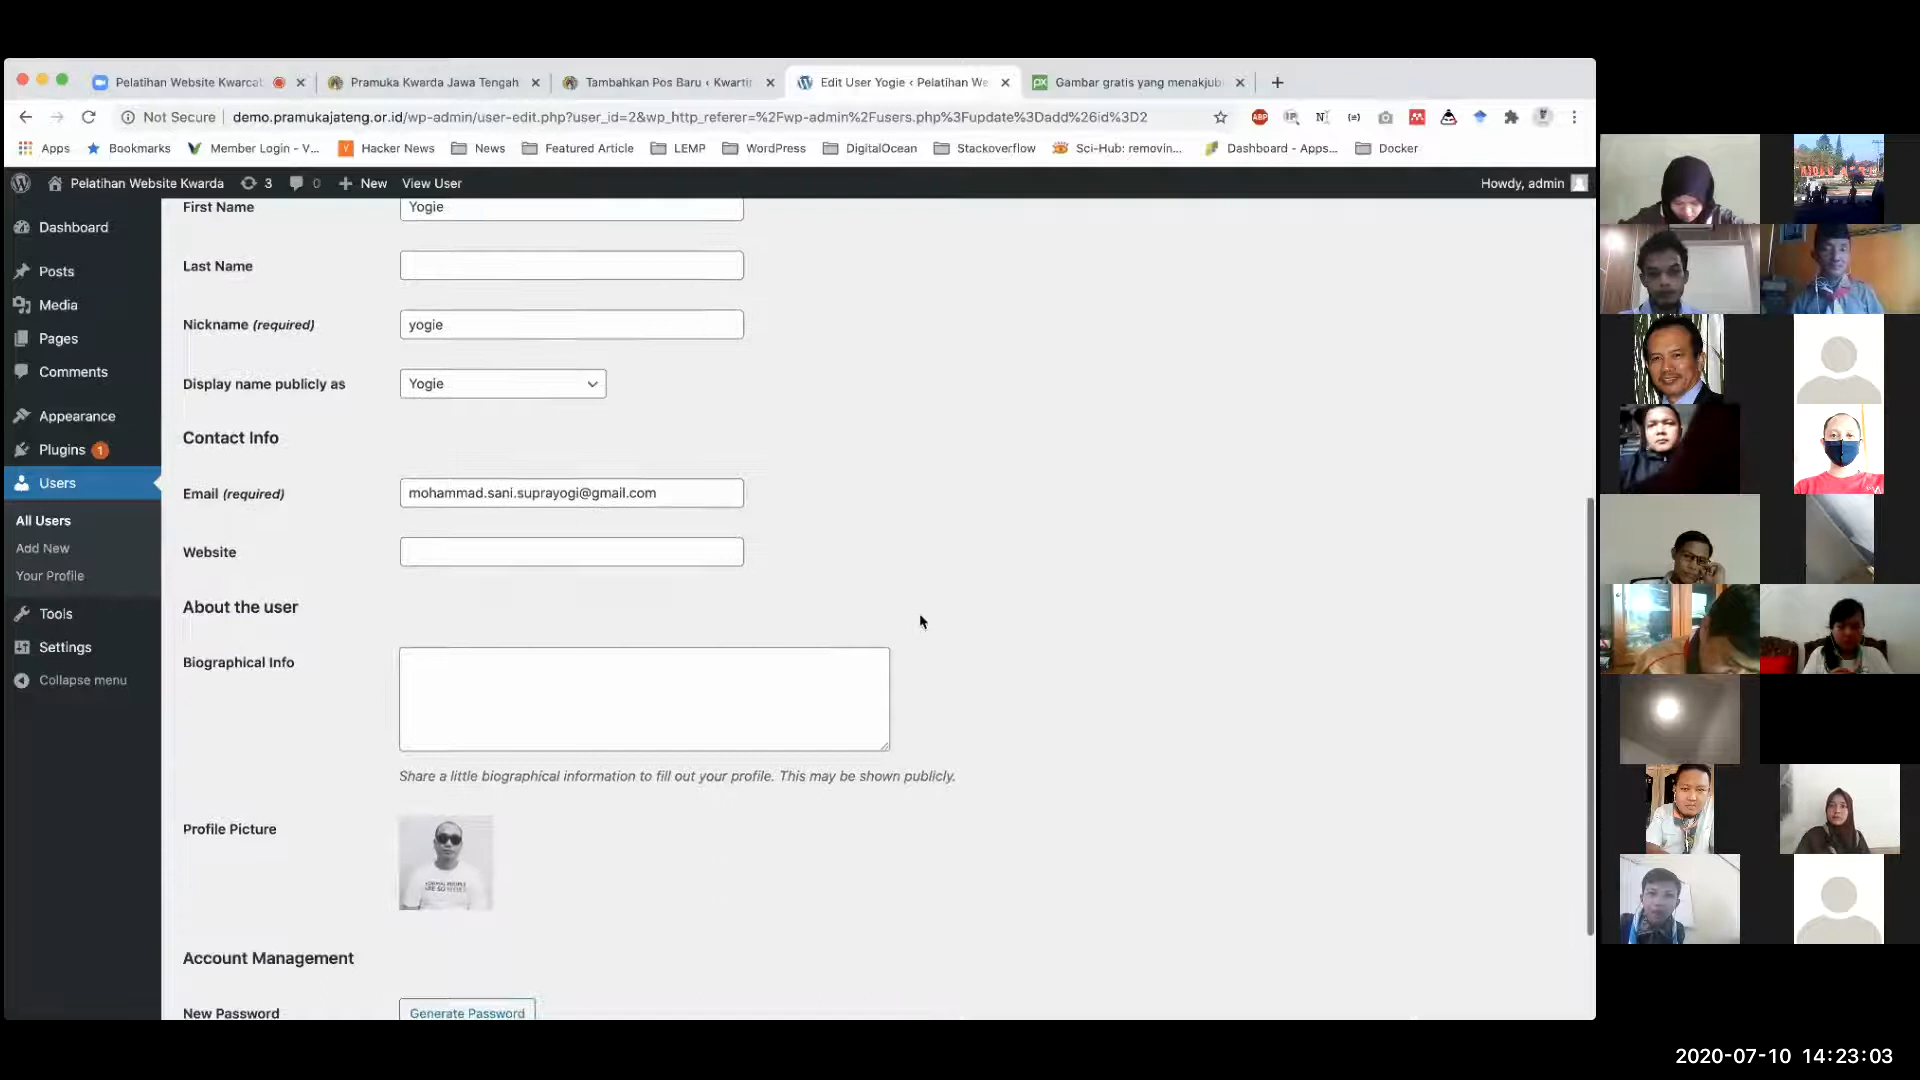 Pelatihan Website Kwarcat
Pramuka Kwarda Jawa Tengah
Tambahkan Pos Baru ‹ Kwartir
Edit User Yogie ‹ Pelatihan We
Gambar gratis yang menakjub
Not Secure
demo.pramukajateng.or.id/wp-admin/user-edit.php?user_id=2&wp_http_referer=%2Fwp-admin%2Fusers.php%3Fupdate%3Dadd%26id%3D2
ABP
Apps
Bookmarks
Member Login - V...
Hacker News
News
Featured Article
LEMP
WordPress
DigitalOcean
Stackoverflow
Sci-Hub: removin...
Dashboard - Apps...
Docker
Pelatihan Website Kwarda
3
0
New
View User
Howdy, admin
Dashboard
Posts
Media
Pages
Comments
Appearance
Plugins 1
Users
All Users
Add New
Your Profile
Tools
Settings
Collapse menu
First Name
Yogie
Last Name
Nickname (required)
yogie
Display name publicly as
Yogie
Contact Info
Email (required)
mohammad.sani.suprayogi@gmail.com
Website
About the user
Biographical Info
Share a little biographical information to fill out your profile. This may be shown publicly.
Profile Picture
Account Management
New Password
Generate Password
2020-07-10 14:23:03